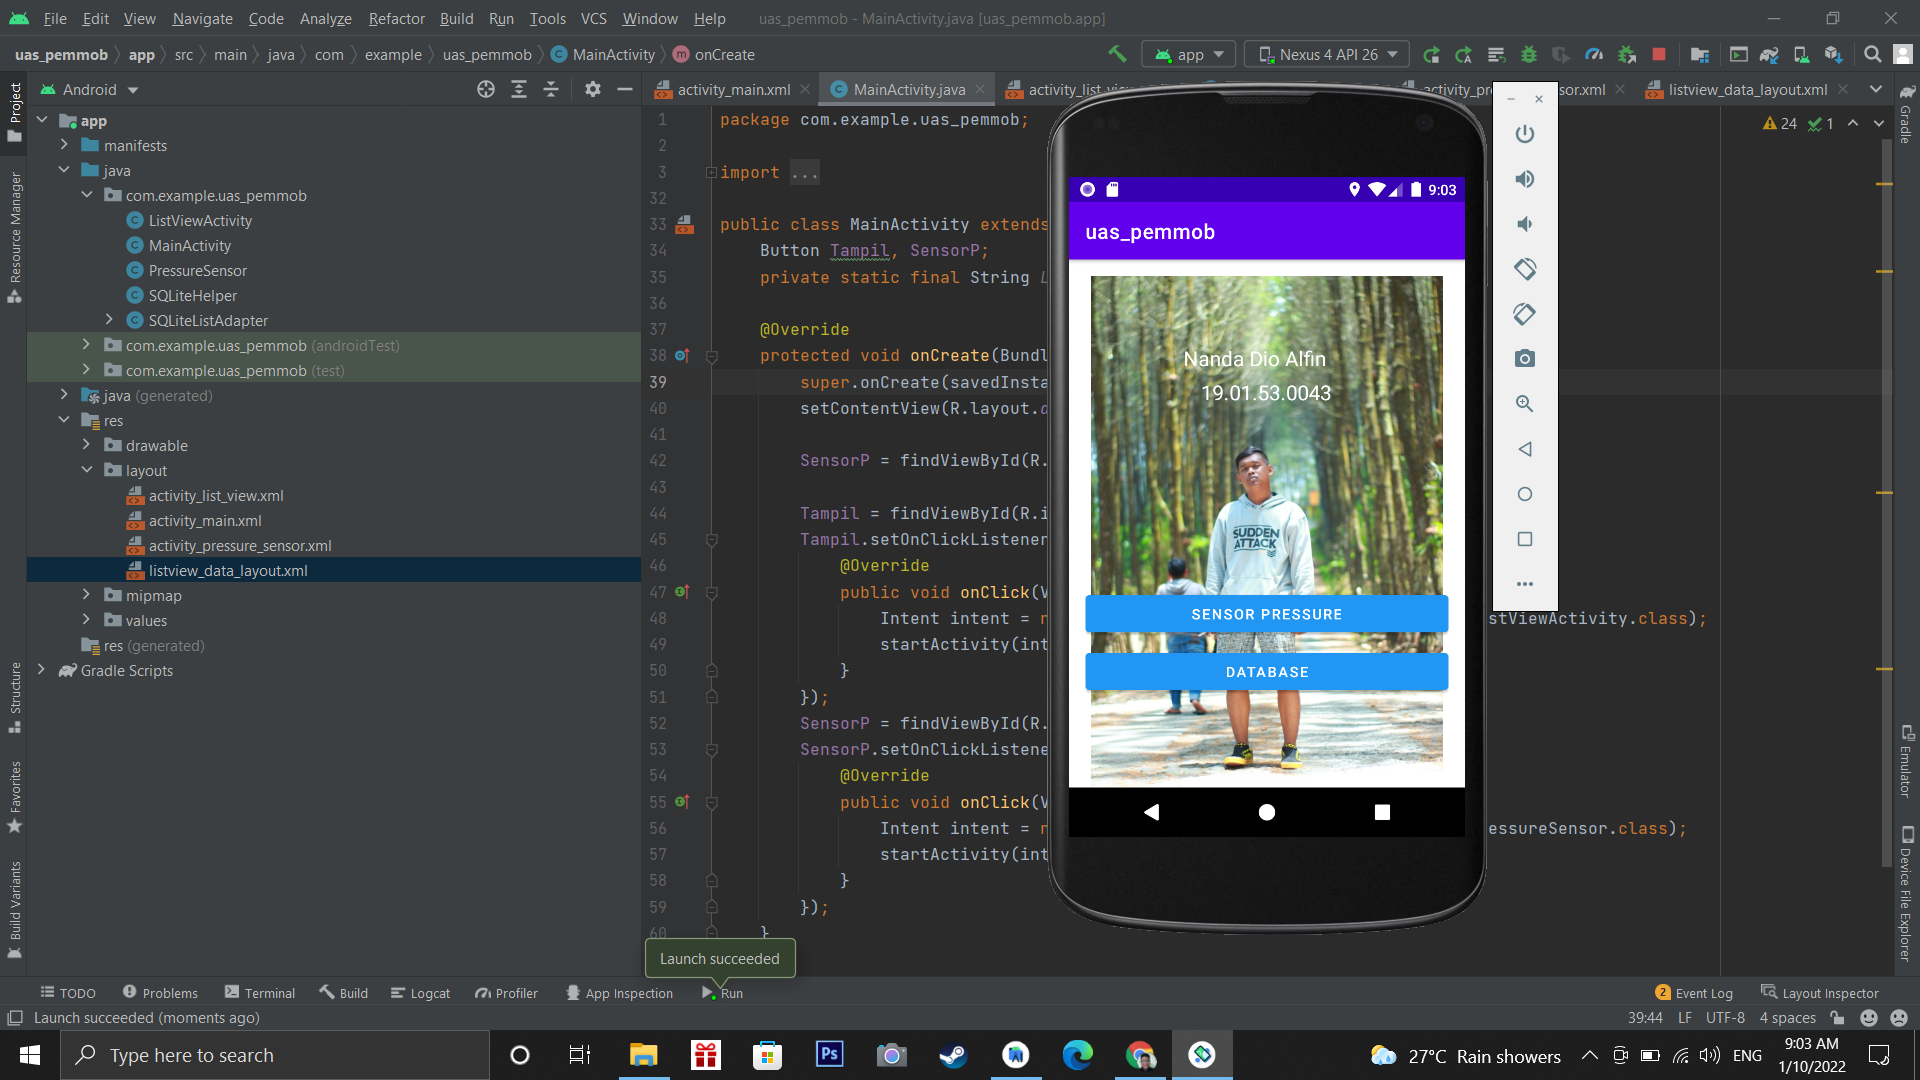 File Edit View Navigate Code Analyze Refactor Build Run Tools VCS Window Help uas_pemmob - MainActivity.java [uas_pemmob.app]
uas_pemmob app src main java com example uas_pemmob MainActivity onCreate app Nexus 4 API 26
Android
activity_main.xml MainActivity.java activity_list_vie activity_pre sor.xml listview_data_layout.xml
Project
Resource Manager
Structure
Favorites
Build Variants
app
manifests
java
com.example.uas_pemmob
ListViewActivity
MainActivity
PressureSensor
SQLiteHelper
SQLiteListAdapter
com.example.uas_pemmob (androidTest)
com.example.uas_pemmob (test)
java (generated)
res
drawable
layout
activity_list_view.xml
activity_main.xml
activity_pressure_sensor.xml
listview_data_layout.xml
mipmap
values
res (generated)
Gradle Scripts
24 1
1 package com.example.uas_pemmob;
2
3 import ...
32
33 public class MainActivity extends
34 Button Tampil, SensorP;
35 private static final String
36
37 @Override
38 protected void onCreate(Bundl
39 super.onCreate(savedInsta
40 setContentView(R.layout.a
41
42 SensorP = findViewById(R.
43
44 Tampil = findViewById(R.i
45 Tampil.setOnClickListener
46 @Override
47 public void onClick(V
48 Intent intent = n stViewActivity.class);
49 startActivity(int
50 }
51 });
52 SensorP = findViewById(R.
53 SensorP.setOnClickListene
54 @Override
55 public void onClick(V
56 Intent intent = n essureSensor.class);
57 startActivity(int
58 }
59 });
60 }
9:03
uas_pemmob
Nanda Dio Alfin
19.01.53.0043
SUDDEN
ATTACK
SENSOR PRESSURE
DATABASE
Gradle
Emulator
Device File Explorer
Launch succeeded
TODO Problems Terminal Build Logcat Profiler App Inspection Run 2 Event Log Layout Inspector
Launch succeeded (moments ago) 39:44 LF UTF-8 4 spaces
Type here to search Ps 27°C Rain showers ENG 9:03 AM
1/10/2022